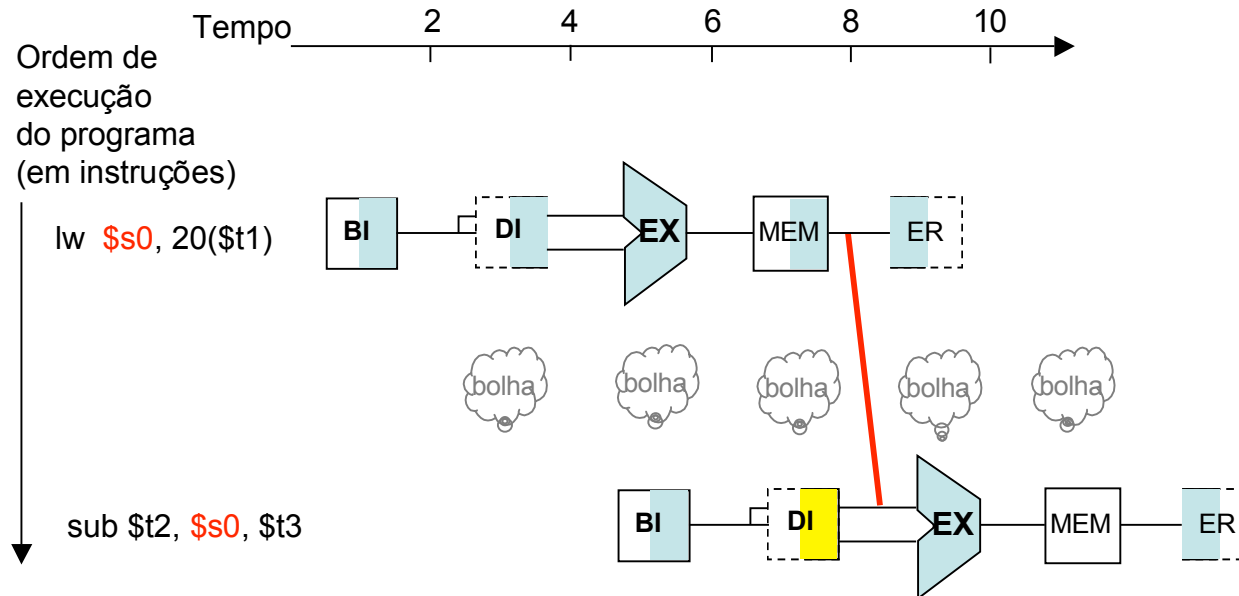 Tempo 2 4 6 8 10
Ordem de
execução
do programa
(em instruções)
lw $s0, 20($t1)
BI DI EX MEM ER
bolha bolha bolha bolha bolha
sub $t2, $s0, $t3
BI DI EX MEM ER